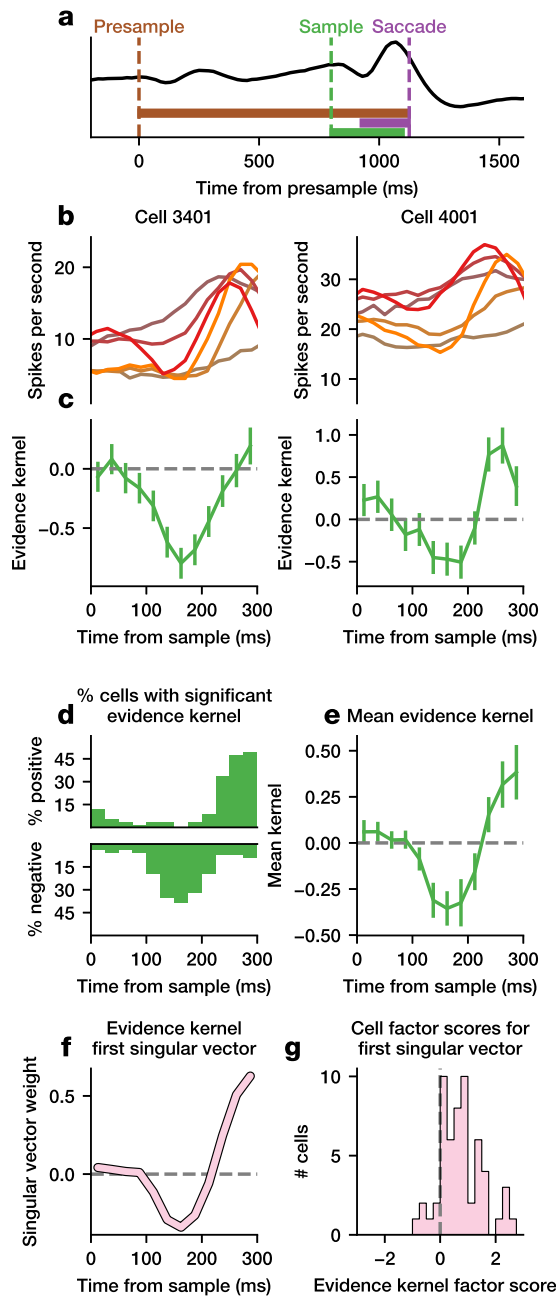 a
Presample
Sample
Saccade
0
500
1000
1500
Time from presample (ms)
b
Cell 3401
Cell 4001
Spikes per second
20
10
Spikes per second
30
20
10
c
Evidence kernel
0.0
−0.5
0
100
200
300
Time from sample (ms)
Evidence kernel
1.0
0.5
0.0
−0.5
0
100
200
300
Time from sample (ms)
d
% cells with significant
evidence kernel
% positive
45
30
15
% negative
15
30
45
0
100
200
300
Time from sample (ms)
e
Mean evidence kernel
Mean kernel
0.50
0.25
0.00
−0.25
−0.50
0
100
200
300
Time from sample (ms)
f
Evidence kernel
first singular vector
Singular vector weight
0.5
0.0
0
100
200
300
Time from sample (ms)
g
Cell factor scores for
first singular vector
# cells
10
5
0
−2
0
2
Evidence kernel factor score